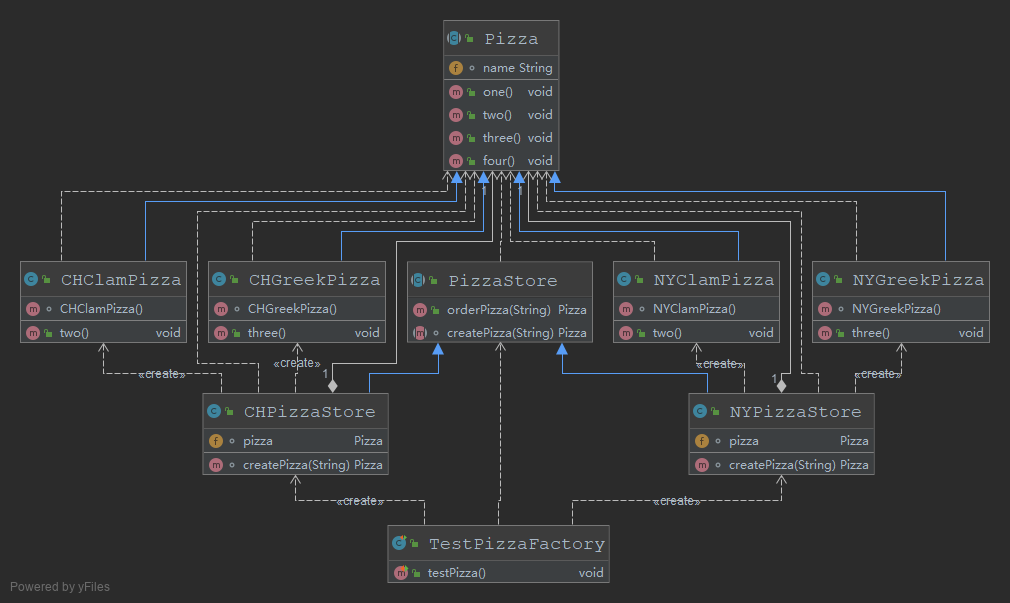 Pizza
name String
one() void
two() void
three() void
four() void
1
1
CHClamPizza
CHClamPizza()
two() void
CHGreekPizza
CHGreekPizza()
three() void
PizzaStore
orderPizza(String) Pizza
createPizza(String) Pizza
NYClamPizza
NYClamPizza()
two() void
NYGreekPizza
NYGreekPizza()
three() void
«create»
«create»
1
«create»
1
«create»
CHPizzaStore
pizza Pizza
createPizza(String) Pizza
NYPizzaStore
pizza Pizza
createPizza(String) Pizza
«create»
«create»
TestPizzaFactory
testPizza() void
Powered by yFiles